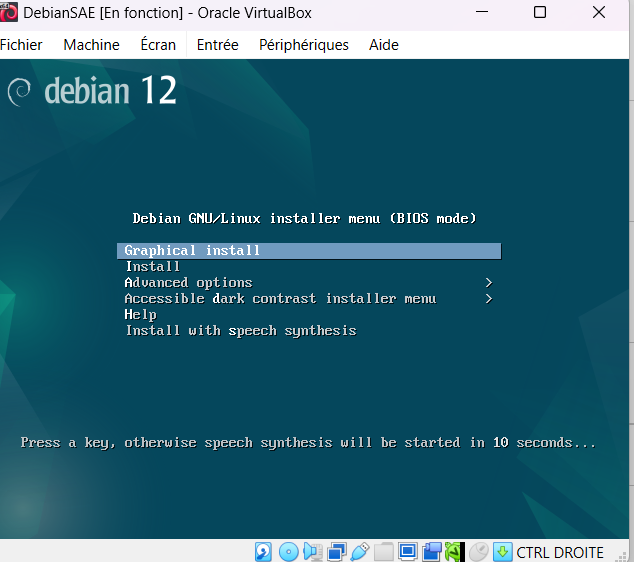 DebianSAE [En fonction] - Oracle VirtualBox
Fichier Machine Écran Entrée Périphériques Aide
debian 12
Debian GNU/Linux installer menu (BIOS mode)
Graphical install
Install
Advanced options >
Accessible dark contrast installer menu >
Help
Install with speech synthesis
Press a key, otherwise speech synthesis will be started in 10 seconds...
CTRL DROITE